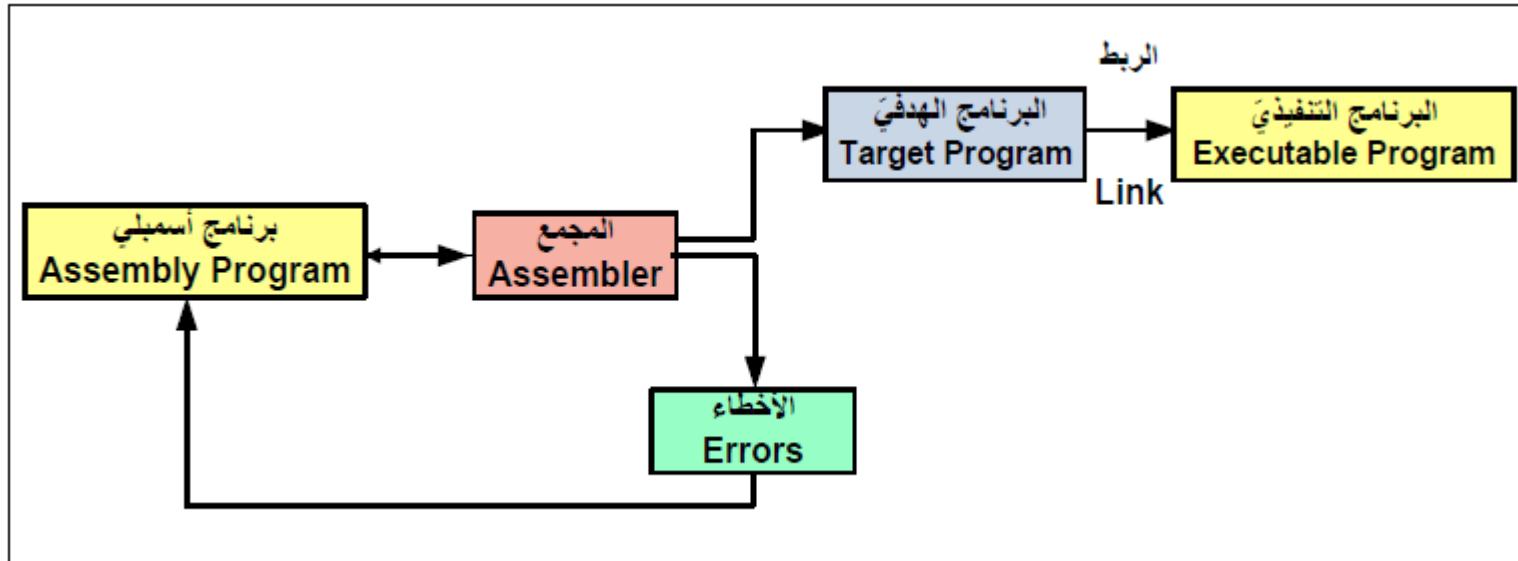 الربط
البرنامج الهدفيّ
Target Program
البرنامج التنفيذيّ
Executable Program
Link
برنامج أسمبلي
Assembly Program
المجمع
Assembler
الأخطاء
Errors